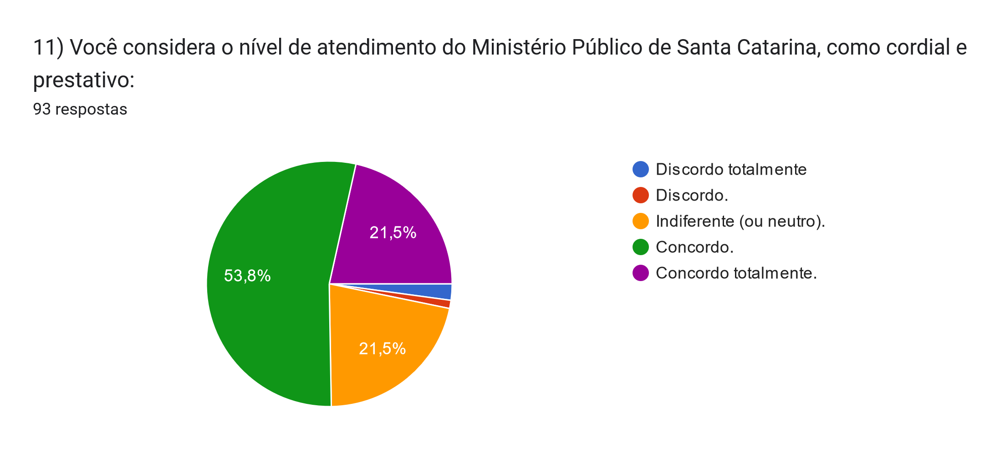 11) Você considera o nível de atendimento do Ministério Público de Santa Catarina, como cordial e
prestativo:
93 respostas
Discordo totalmente
Discordo.
Indiferente (ou neutro).
Concordo.
Concordo totalmente.
21,5%
53,8%
21,5%